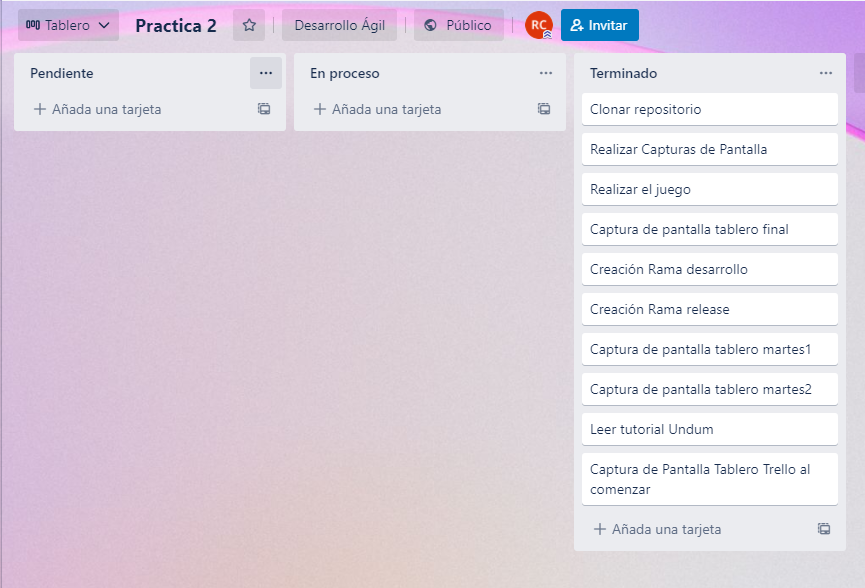 Tablero
Practica 2
Desarrollo Ágil
Público
RC
Invitar
Pendiente
Añada una tarjeta
En proceso
Añada una tarjeta
Terminado
Clonar repositorio
Realizar Capturas de Pantalla
Realizar el juego
Captura de pantalla tablero final
Creación Rama desarrollo
Creación Rama release
Captura de pantalla tablero martes1
Captura de pantalla tablero martes2
Leer tutorial Undum
Captura de Pantalla Tablero Trello al
comenzar
Añada una tarjeta